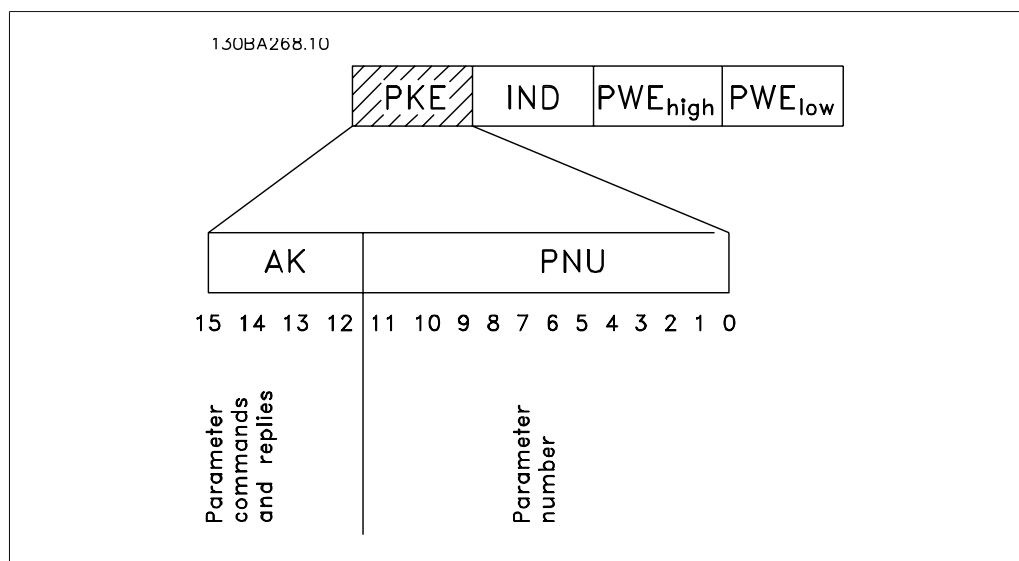 130BA268.10
PKE IND PWEhigh PWElow
AK PNU
15 14 13 12 11 10 9 8 7 6 5 4 3 2 1 0
Parameter
commands
and replies
Parameter
number